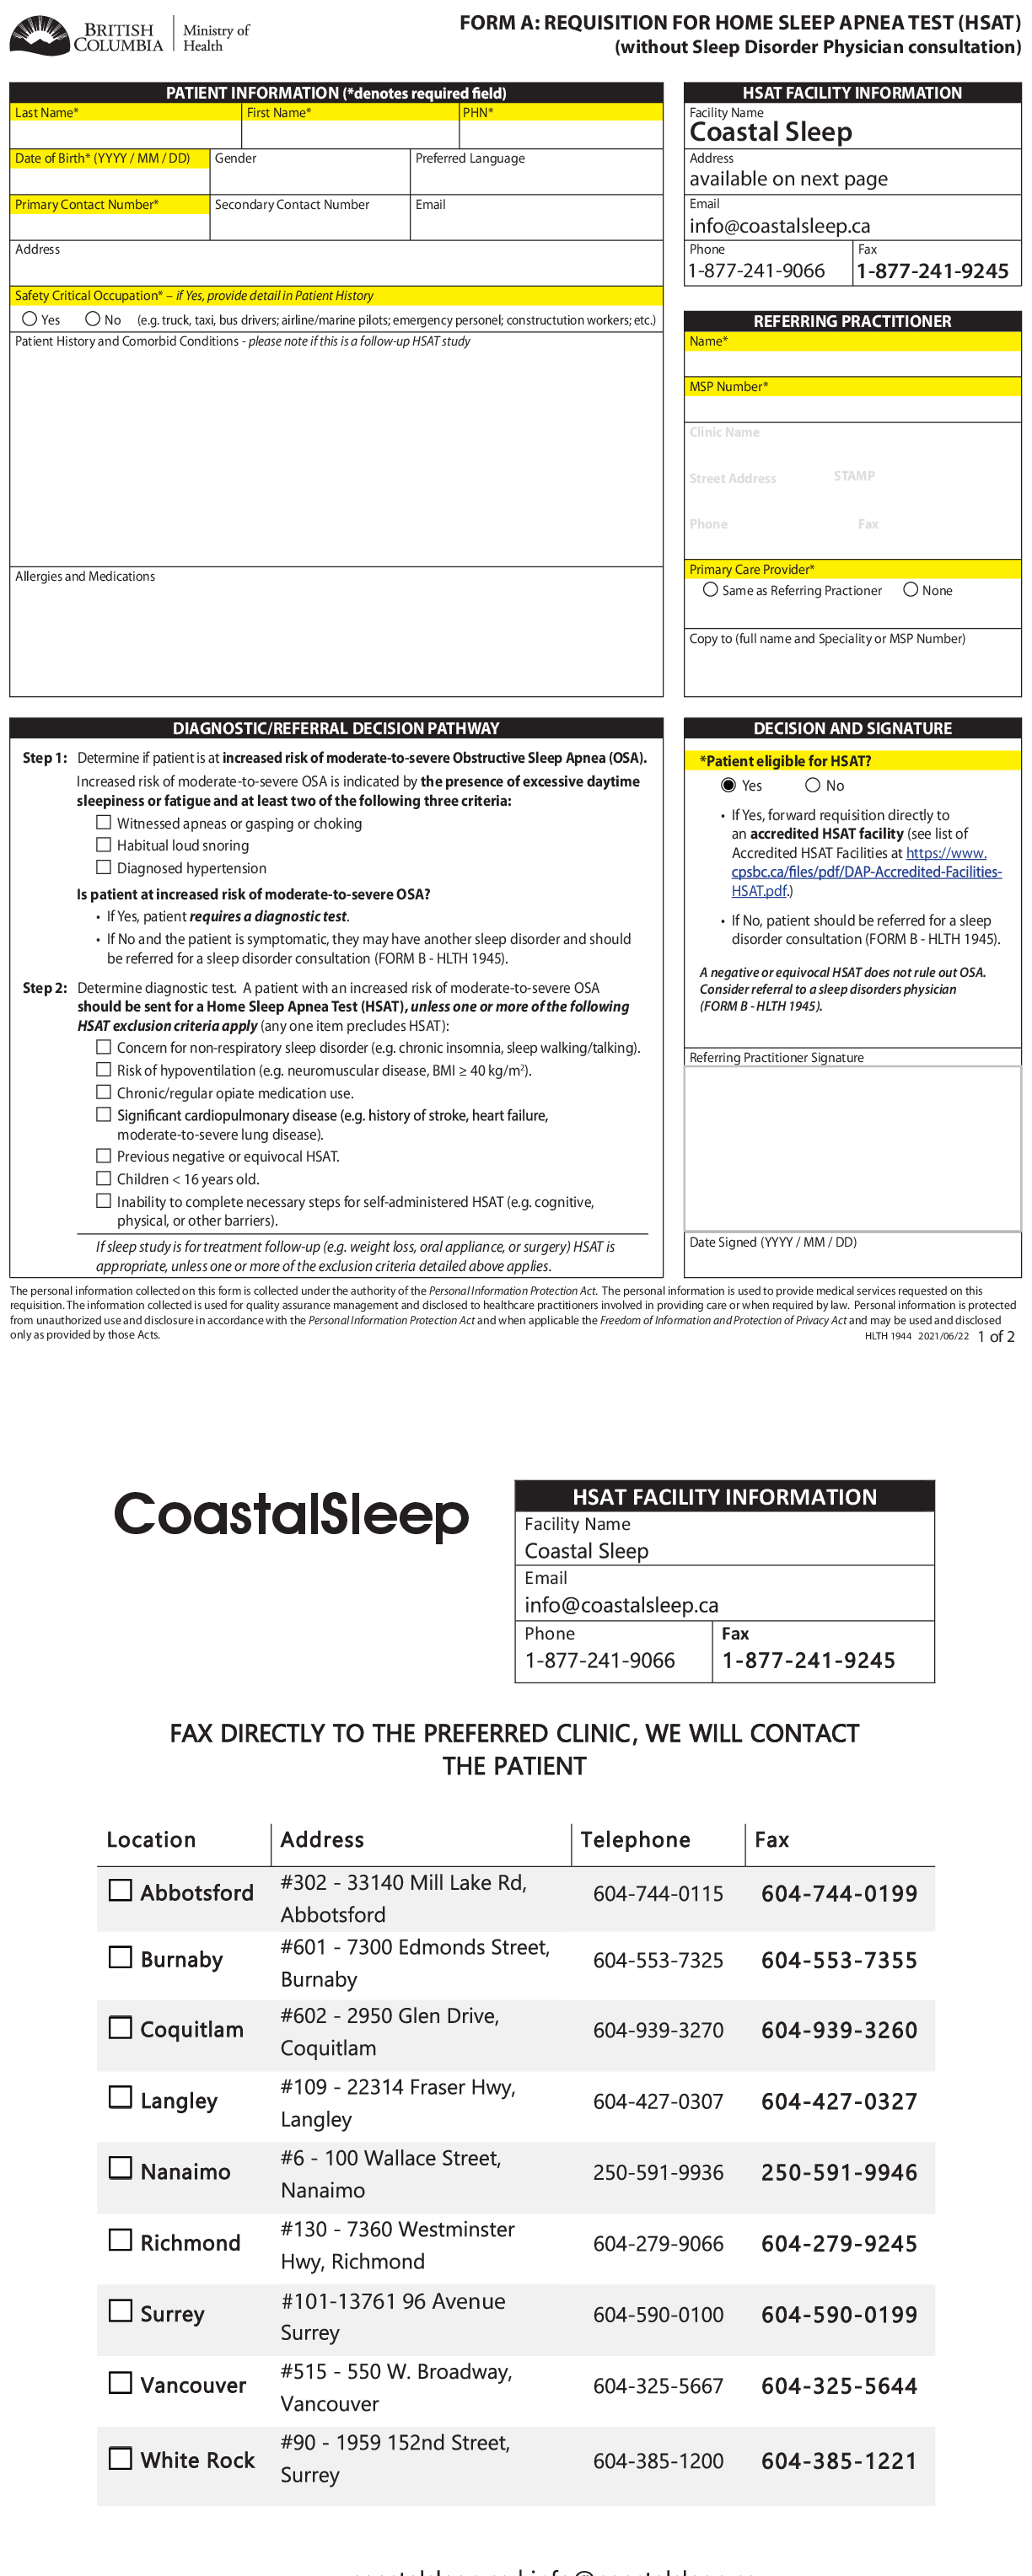 BRITISH
COLUMBIA
Ministry of
Health
FORM A: REQUISITION FOR HOME SLEEP APNEA TEST (HSAT)
(without Sleep Disorder Physician consultation)
PATIENT INFORMATION (*denotes required field)
Last Name* First Name* PHN*
Date of Birth* (YYYY / MM / DD) Gender Preferred Language
Primary Contact Number* Secondary Contact Number Email
Address
Safety Critical Occupation* – if Yes, provide detail in Patient History
Yes No (e.g. truck, taxi, bus drivers; airline/marine pilots; emergency personel; constructution workers; etc.)
Patient History and Comorbid Conditions - please note if this is a follow-up HSAT study
Allergies and Medications
HSAT FACILITY INFORMATION
Facility Name
Coastal Sleep
Address
available on next page
Email
info@coastalsleep.ca
Phone Fax
1-877-241-9066 1-877-241-9245
REFERRING PRACTITIONER
Name*
MSP Number*
Clinic Name
Street Address STAMP
Phone Fax
Primary Care Provider*
Same as Referring Practioner None
Copy to (full name and Speciality or MSP Number)
DIAGNOSTIC/REFERRAL DECISION PATHWAY
Step 1: Determine if patient is at increased risk of moderate-to-severe Obstructive Sleep Apnea (OSA).
Increased risk of moderate-to-severe OSA is indicated by the presence of excessive daytime
sleepiness or fatigue and at least two of the following three criteria:
Witnessed apneas or gasping or choking
Habitual loud snoring
Diagnosed hypertension
Is patient at increased risk of moderate-to-severe OSA?
• If Yes, patient requires a diagnostic test.
• If No and the patient is symptomatic, they may have another sleep disorder and should
be referred for a sleep disorder consultation (FORM B - HLTH 1945).
Step 2: Determine diagnostic test. A patient with an increased risk of moderate-to-severe OSA
should be sent for a Home Sleep Apnea Test (HSAT), unless one or more of the following
HSAT exclusion criteria apply (any one item precludes HSAT):
Concern for non-respiratory sleep disorder (e.g. chronic insomnia, sleep walking/talking).
Risk of hypoventilation (e.g. neuromuscular disease, BMI ≥ 40 kg/m²).
Chronic/regular opiate medication use.
Significant cardiopulmonary disease (e.g. history of stroke, heart failure,
moderate-to-severe lung disease).
Previous negative or equivocal HSAT.
Children < 16 years old.
Inability to complete necessary steps for self-administered HSAT (e.g. cognitive,
physical, or other barriers).
If sleep study is for treatment follow-up (e.g. weight loss, oral appliance, or surgery) HSAT is
appropriate, unless one or more of the exclusion criteria detailed above applies.
DECISION AND SIGNATURE
*Patient eligible for HSAT?
Yes No
• If Yes, forward requisition directly to
an accredited HSAT facility (see list of
Accredited HSAT Facilities at https://www.
cpsbc.ca/files/pdf/DAP-Accredited-Facilities-
HSAT.pdf.)
• If No, patient should be referred for a sleep
disorder consultation (FORM B - HLTH 1945).
A negative or equivocal HSAT does not rule out OSA.
Consider referral to a sleep disorders physician
(FORM B - HLTH 1945).
Referring Practitioner Signature
Date Signed (YYYY / MM / DD)
The personal information collected on this form is collected under the authority of the Personal Information Protection Act. The personal information is used to provide medical services requested on this
requisition. The information collected is used for quality assurance management and disclosed to healthcare practitioners involved in providing care or when required by law. Personal information is protected
from unauthorized use and disclosure in accordance with the Personal Information Protection Act and when applicable the Freedom of Information and Protection of Privacy Act and may be used and disclosed
only as provided by those Acts.
HLTH 1944 2021/06/22 1 of 2
CoastalSleep
HSAT FACILITY INFORMATION
Facility Name
Coastal Sleep
Email
info@coastalsleep.ca
Phone Fax
1-877-241-9066 1-877-241-9245
FAX DIRECTLY TO THE PREFERRED CLINIC, WE WILL CONTACT
THE PATIENT
Location Address Telephone Fax
Abbotsford #302 - 33140 Mill Lake Rd, Abbotsford 604-744-0115 604-744-0199
Burnaby #601 - 7300 Edmonds Street, Burnaby 604-553-7325 604-553-7355
Coquitlam #602 - 2950 Glen Drive, Coquitlam 604-939-3270 604-939-3260
Langley #109 - 22314 Fraser Hwy, Langley 604-427-0307 604-427-0327
Nanaimo #6 - 100 Wallace Street, Nanaimo 250-591-9936 250-591-9946
Richmond #130 - 7360 Westminster Hwy, Richmond 604-279-9066 604-279-9245
Surrey #101-13761 96 Avenue Surrey 604-590-0100 604-590-0199
Vancouver #515 - 550 W. Broadway, Vancouver 604-325-5667 604-325-5644
White Rock #90 - 1959 152nd Street, Surrey 604-385-1200 604-385-1221